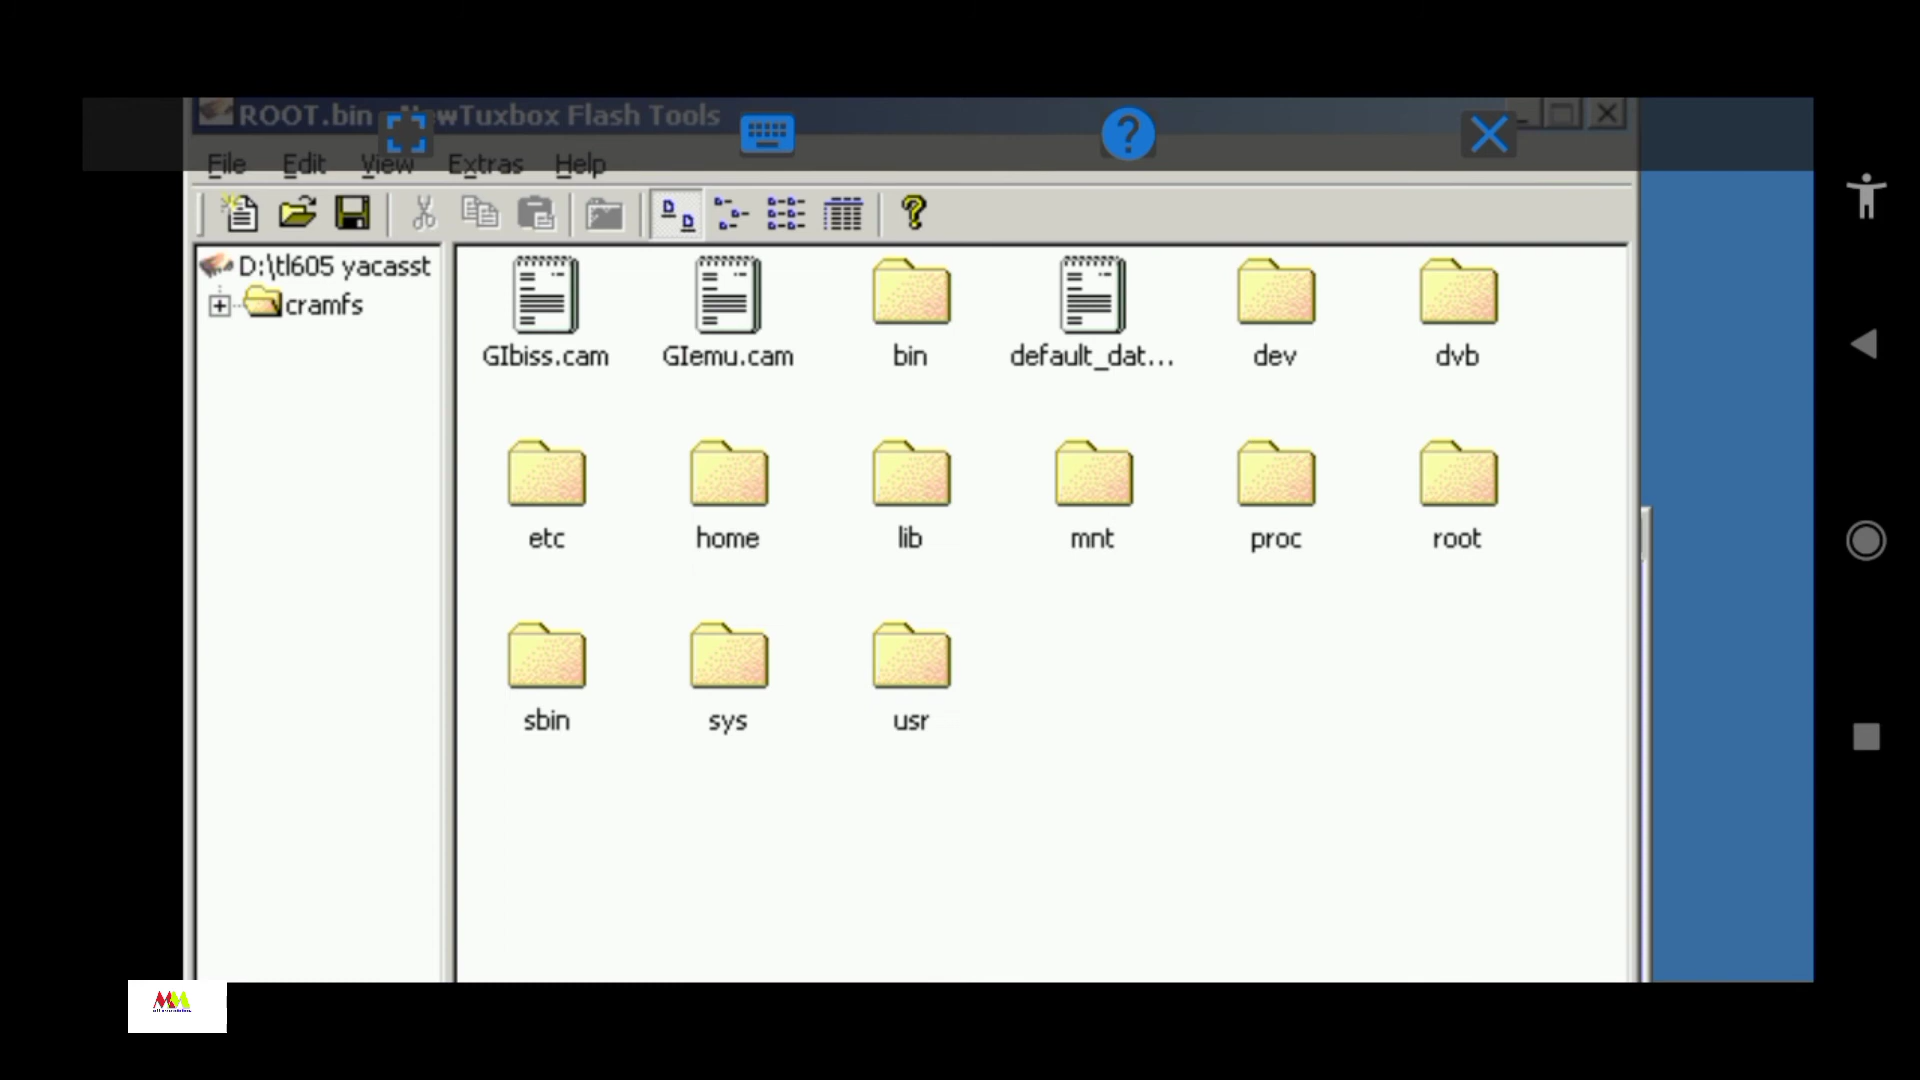 ROOT.bin - NewTuxbox Flash Tools
File Edit View Extras Help
D:\tl605 yacasst
cramfs
GIbiss.cam GIemu.cam bin default_dat... dev dvb
etc home lib mnt proc root
sbin sys usr